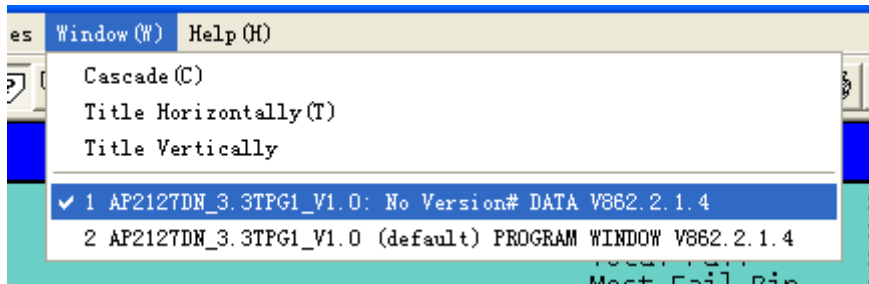 es Window(W) Help(H)
Cascade(C)
Title Horizontally(T)
Title Vertically
✓ 1 AP2127DN_3.3TPG1_V1.0: No Version# DATA V862.2.1.4
2 AP2127DN_3.3TPG1_V1.0 (default) PROGRAM WINDOW V862.2.1.4
Most Fail Bin